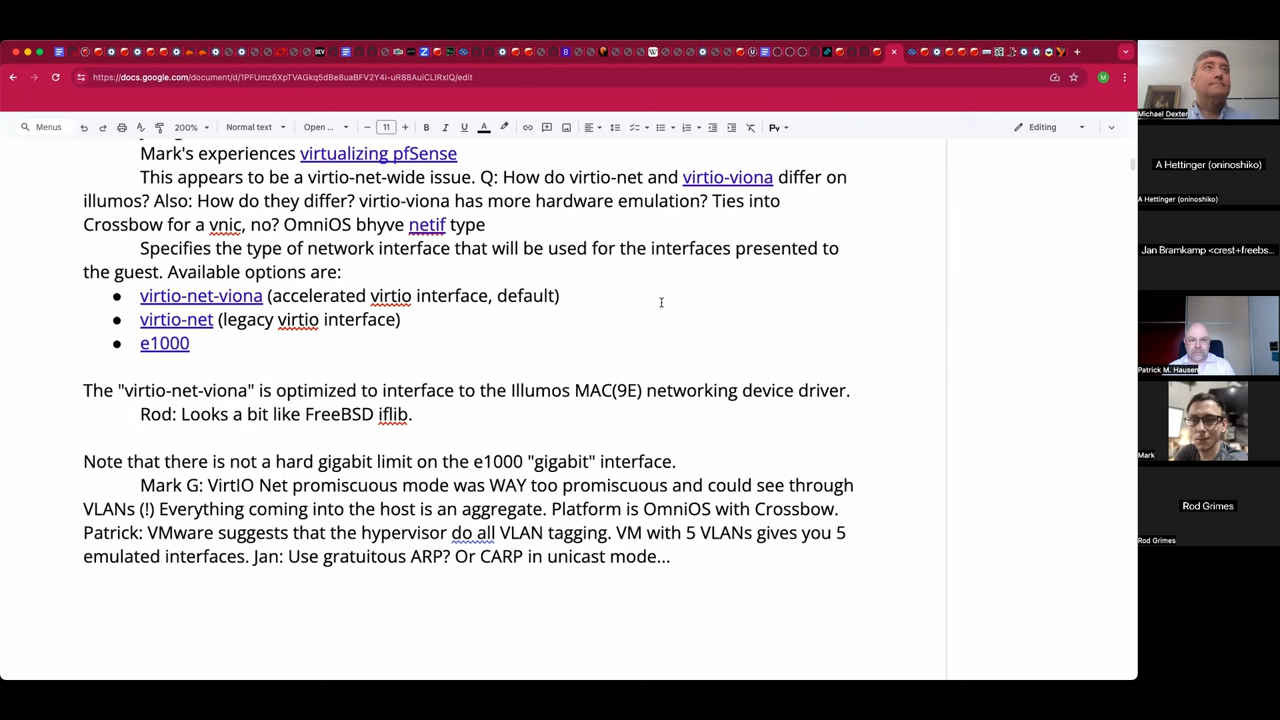 https://docs.google.com/document/d/1PFUmz6XpTVAGkq5dBe8uaBFV2Y4i-uR88AuiCLIRxIQ/edit
Menus
200%
Normal text
Open ...
11
Editing
Mark's experiences virtualizing pfSense
This appears to be a virtio-net-wide issue. Q: How do virtio-net and virtio-viona differ on
illumos? Also: How do they differ? virtio-viona has more hardware emulation? Ties into
Crossbow for a vnic, no? OmniOS bhyve netif type
Specifies the type of network interface that will be used for the interfaces presented to
the guest. Available options are:
● virtio-net-viona (accelerated virtio interface, default)
● virtio-net (legacy virtio interface)
● e1000
The "virtio-net-viona" is optimized to interface to the Illumos MAC(9E) networking device driver.
Rod: Looks a bit like FreeBSD iflib.
Note that there is not a hard gigabit limit on the e1000 "gigabit" interface.
Mark G: VirtIO Net promiscuous mode was WAY too promiscuous and could see through
VLANs (!) Everything coming into the host is an aggregate. Platform is OmniOS with Crossbow.
Patrick: VMware suggests that the hypervisor do all VLAN tagging. VM with 5 VLANs gives you 5
emulated interfaces. Jan: Use gratuitous ARP? Or CARP in unicast mode...
Michael Dexter
A Hettinger (oninoshiko)
A Hettinger (oninoshiko)
Jan Bramkamp <crest+freebs...
Patrick M. Hausen
Mark
Rod Grimes
Rod Grimes